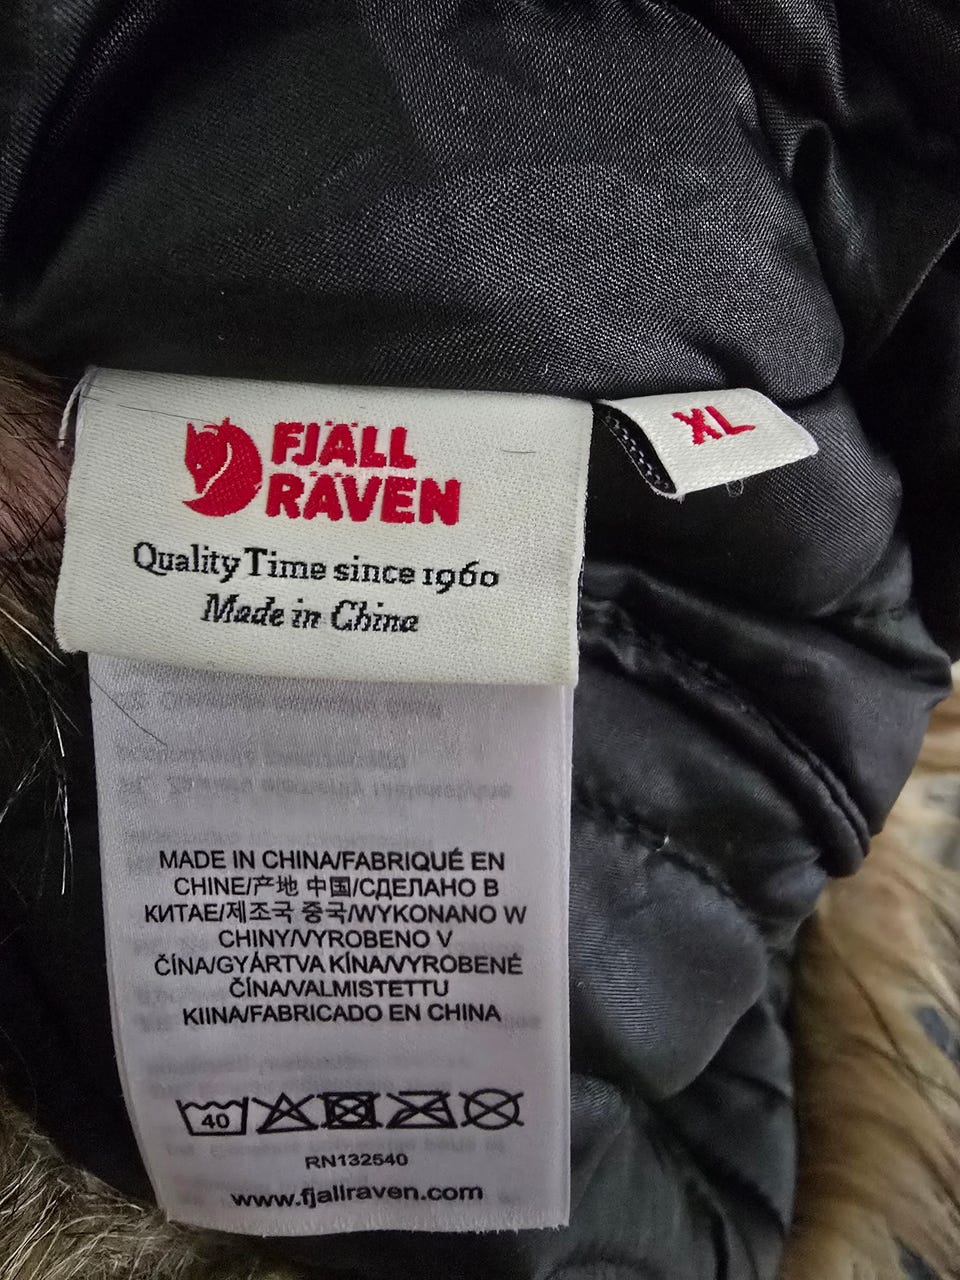 FJÄLL
RÄVEN
XL
Quality Time since 1960
Made in China
MADE IN CHINA/FABRIQUÉ EN
CHINE/产地 中国/СДЕЛАНО В
КИТАЕ/제조국 중국/WYKONANO W
CHINY/VYROBENO V
ČÍNA/GYÁRTVA KÍNA/VYROBENÉ
ČÍNA/VALMISTETTU
KIINA/FABRICADO EN CHINA
40
RN132540
www.fjallraven.com